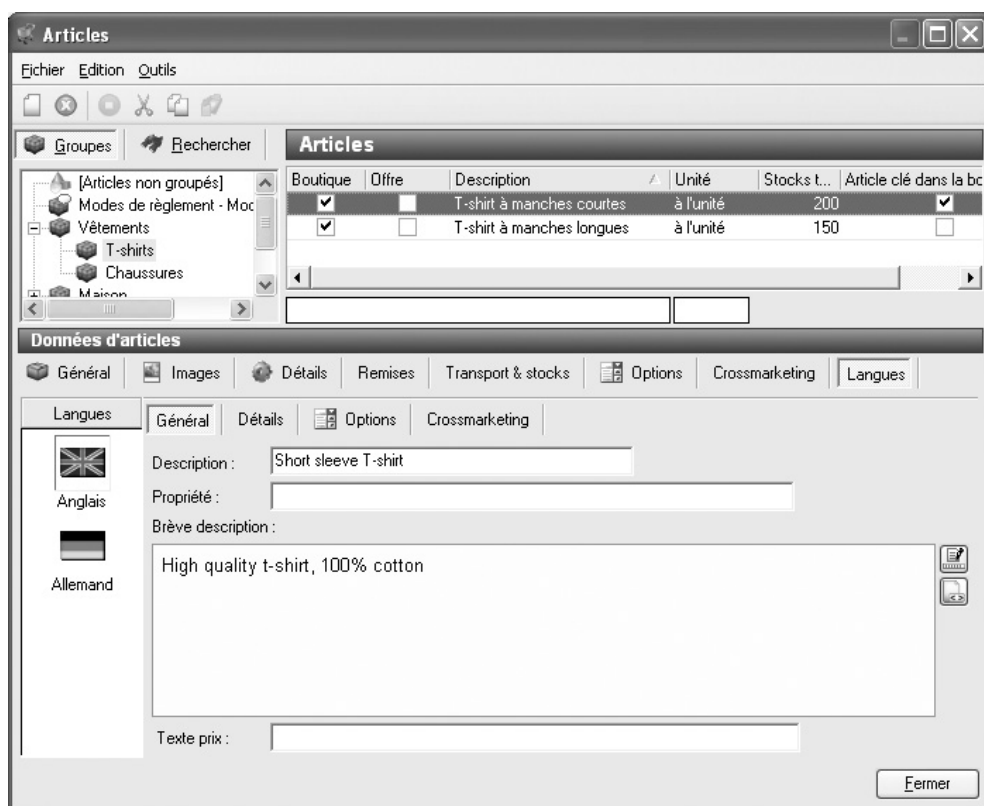 Articles
Fichier Edition Outils
Groupes Rechercher Articles
[Articles non groupés]
Modes de règlement - Moc
Vêtements
T-shirts
Chaussures
Maison
Boutique Offre Description Unité Stocks t... Article clé dans la bo
T-shirt à manches courtes à l'unité 200
T-shirt à manches longues à l'unité 150
Données d'articles
Général Images Détails Remises Transport & stocks Options Crossmarketing Langues
Langues
Anglais
Allemand
Général Détails Options Crossmarketing
Description : Short sleeve T-shirt
Propriété :
Brève description :
High quality t-shirt, 100% cotton
Texte prix :
Fermer